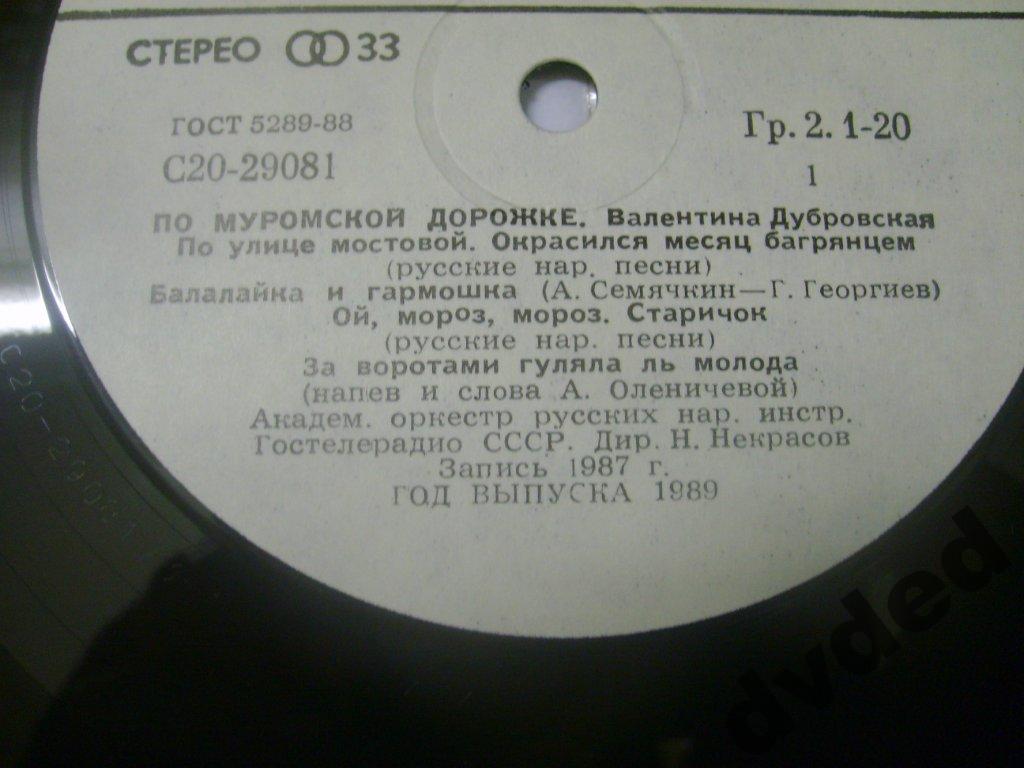 СТЕРЕО 33
ГОСТ 5289-88
Гр. 2. 1-20
С20-29081
1
ПО МУРОМСКОЙ ДОРОЖКЕ. Валентина Дубровская
По улице мостовой. Окрасился месяц багрянцем
(русские нар. песни)
Балалайка и гармошка (А. Семячкин—Г. Георгиев)
Ой, мороз, мороз. Старичок
(русские нар. песни)
За воротами гуляла ль молода
(напев и слова А. Оленичевой)
Академ. оркестр русских нар. инстр.
Гостелерадио СССР. Дир. Н. Некрасов
Запись 1987 г.
ГОД ВЫПУСКА 1989
С20-29081
dvded